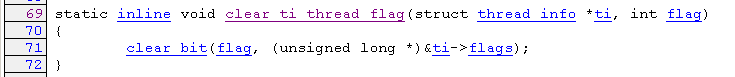 69 static inline void clear_ti_thread_flag(struct thread_info *ti, int flag)
70 {
71         clear_bit(flag, (unsigned long *)&ti->flags);
72 }